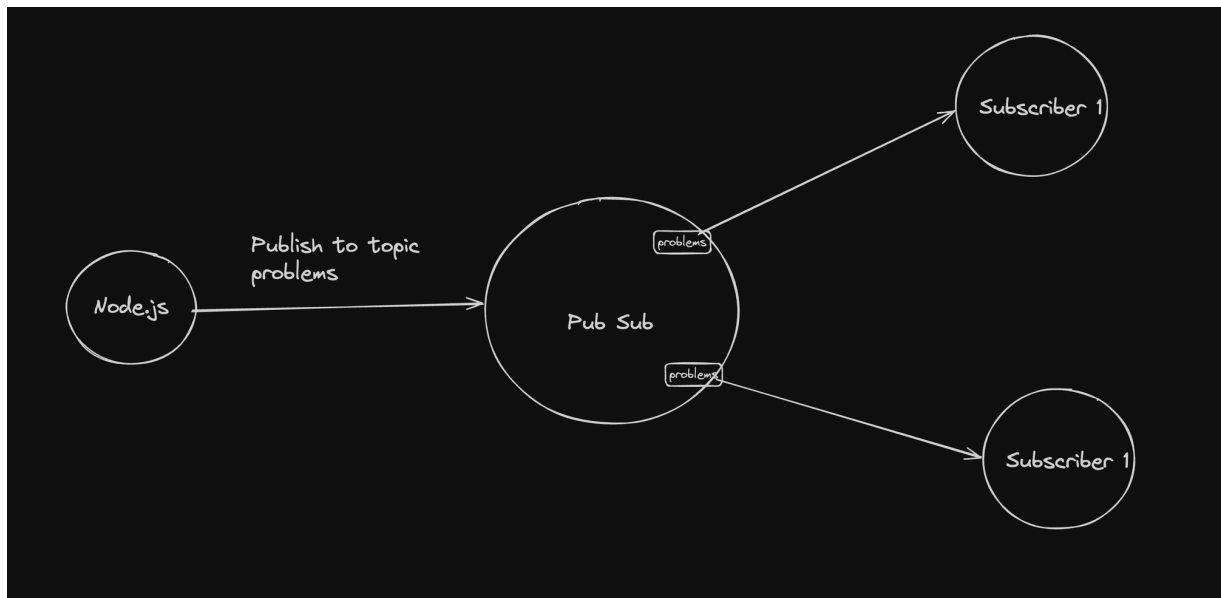 Subscriber 1
Publish to topic
problems
problems
Node.js
Pub Sub
problems
Subscriber 1